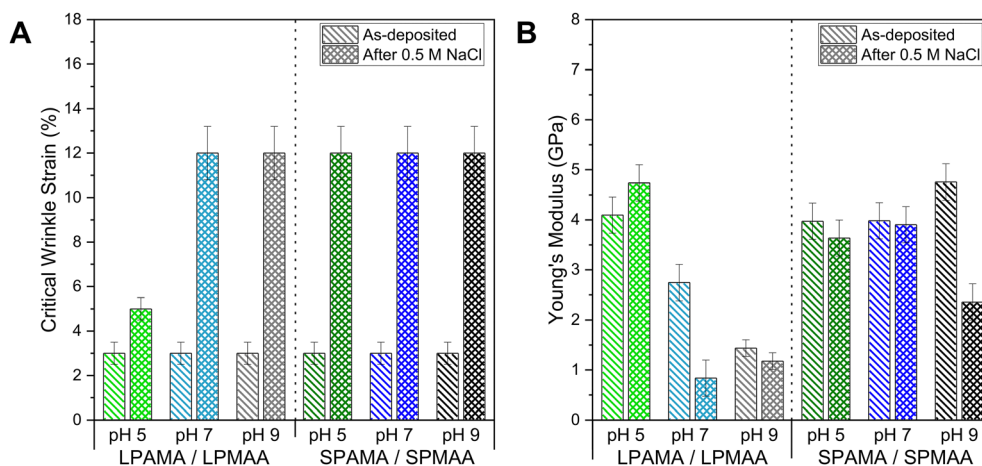 A
Critical Wrinkle Strain (%)
18
16
14
12
10
8
6
4
2
0
As-deposited
After 0.5 M NaCl
pH 5 pH 7 pH 9 pH 5 pH 7 pH 9
LPAMA / LPMAA SPAMA / SPMAA
B
Young's Modulus (GPa)
8
7
6
5
4
3
2
1
0
As-deposited
After 0.5 M NaCl
pH 5 pH 7 pH 9 pH 5 pH 7 pH 9
LPAMA / LPMAA SPAMA / SPMAA